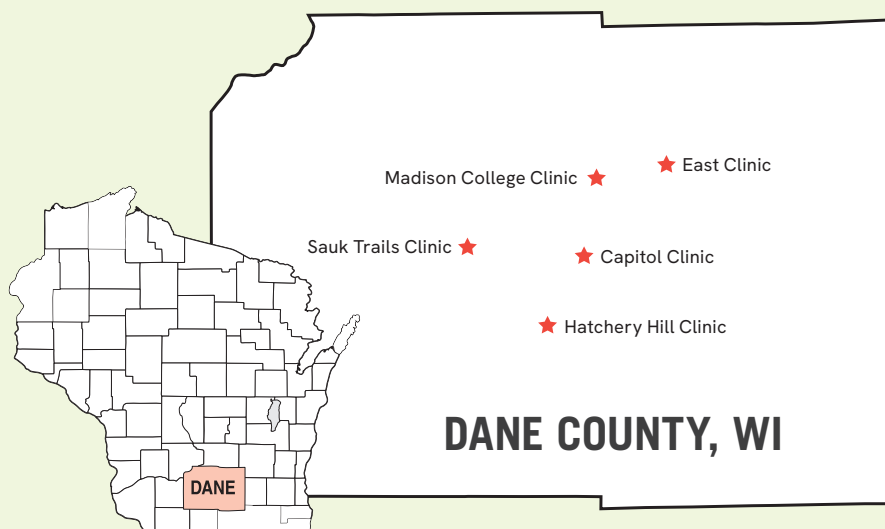 East Clinic
Madison College Clinic
Sauk Trails Clinic
Capitol Clinic
Hatchery Hill Clinic
DANE COUNTY, WI
DANE